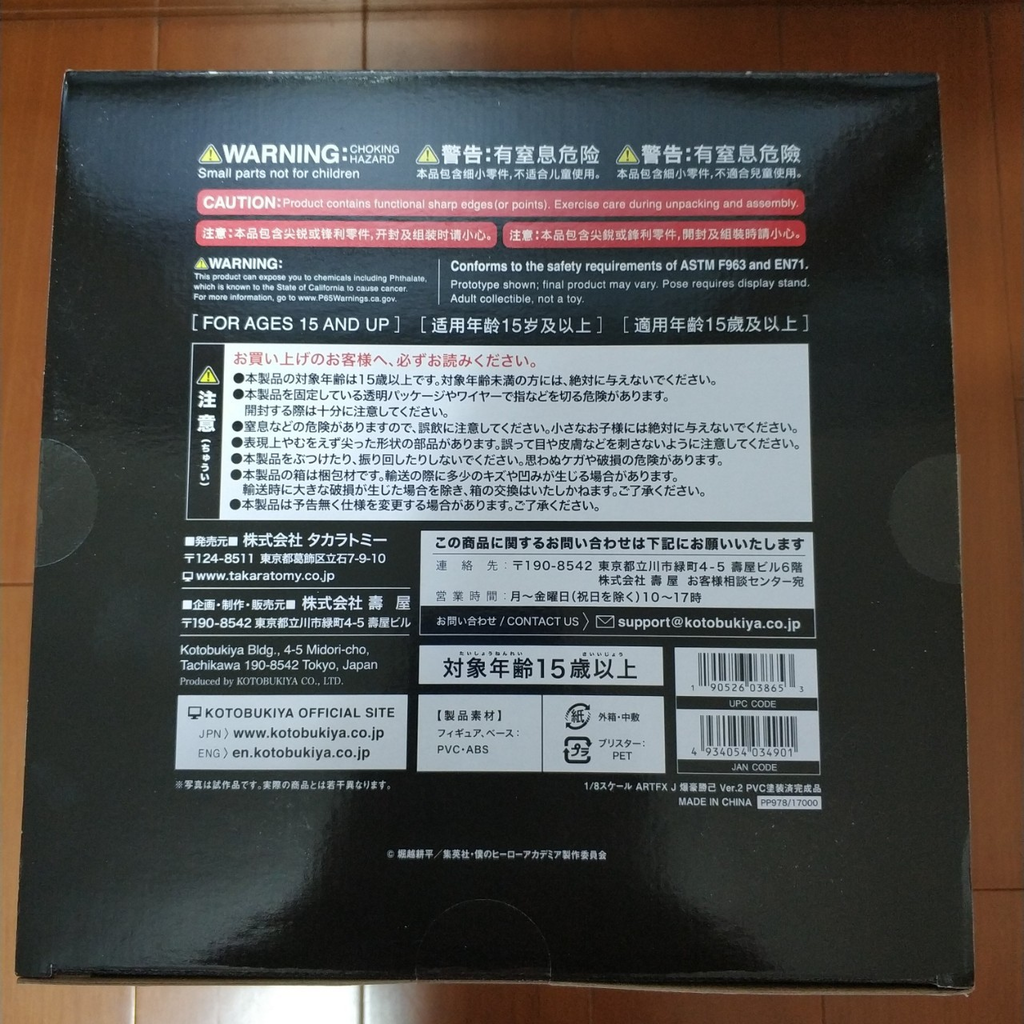 WARNING: CHOKING HAZARD
Small parts not for children
警告:有窒息危险
本品包含细小零件,不适合儿童使用。
警告:有窒息危險
本品包含細小零件,不適合兒童使用。
CAUTION: Product contains functional sharp edges(or points). Exercise care during unpacking and assembly.
注意:本品包含尖锐或锋利零件,开封及组装时请小心。
注意:本品包含尖銳或鋒利零件,開封及組裝時請小心。
WARNING:
This product can expose you to chemicals including Phthalate,
which is known to the State of California to cause cancer.
For more information, go to www.P65Warnings.ca.gov.
Conforms to the safety requirements of ASTM F963 and EN71.
Prototype shown; final product may vary. Pose requires display stand.
Adult collectible, not a toy.
[ FOR AGES 15 AND UP ] [ 适用年龄15岁及以上 ] [ 適用年齡15歲及以上 ]
注意(ちゅうい)
お買い上げのお客様へ、必ずお読みください。
●本製品の対象年齢は15歳以上です。対象年齢未満の方には、絶対に与えないでください。
●本製品を固定している透明パッケージやワイヤーで指などを切る危険があります。
開封する際は十分に注意してください。
●窒息などの危険がありますので、誤飲に注意してください。小さなお子様には絶対に与えないでください。
●表現上やむをえず尖った形状の部品があります。誤って目や皮膚などを刺さないように注意してください。
●本製品をぶつけたり、振り回したりしないでください。思わぬケガや破損の危険があります。
●本製品の箱は梱包材です。輸送の際に多少のキズや凹みが生じる場合があります。
輸送時に大きな破損が生じた場合を除き、箱の交換はいたしかねます。ご了承ください。
●本製品は予告無く仕様を変更する場合があります。ご了承ください。
■発売元■ 株式会社 タカラトミー
〒124-8511 東京都葛飾区立石7-9-10
www.takaratomy.co.jp
■企画・制作・販売元■ 株式会社 壽 屋
〒190-8542 東京都立川市緑町4-5 壽屋ビル
Kotobukiya Bldg., 4-5 Midori-cho,
Tachikawa 190-8542 Tokyo, Japan
Produced by KOTOBUKIYA CO., LTD.
KOTOBUKIYA OFFICIAL SITE
JPN 〉 www.kotobukiya.co.jp
ENG 〉 en.kotobukiya.co.jp
※写真は試作品です。実際の商品とは若干異なります。
この商品に関するお問い合わせは下記にお願いいたします
連 絡 先:〒190-8542 東京都立川市緑町4-5 壽屋ビル6階
株式会社 壽 屋 お客様相談センター宛
営業時間:月〜金曜日(祝日を除く)10〜17時
お問い合わせ / CONTACT US 〉 support@kotobukiya.co.jp
たいしょうねんれい さいいじょう
対象年齢15歳以上
【製品素材】
フィギュア、ベース:
PVC・ABS
紙 外箱・中敷
プラ ブリスター:
PET
1 90526 03865 3
UPC CODE
4 934054 034901
JAN CODE
1/8スケール ARTFX J 爆豪勝己 Ver.2 PVC塗装済完成品
MADE IN CHINA PP978/17000
© 堀越耕平/集英社・僕のヒーローアカデミア製作委員会